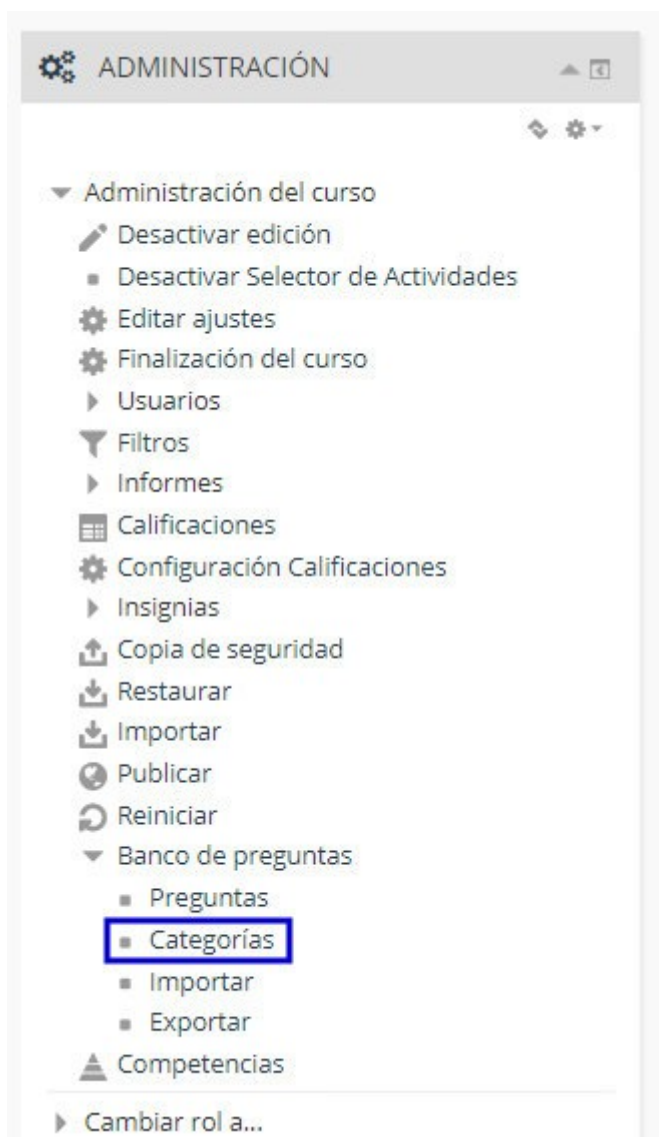 ADMINISTRACIÓN
Administración del curso
Desactivar edición
Desactivar Selector de Actividades
Editar ajustes
Finalización del curso
Usuarios
Filtros
Informes
Calificaciones
Configuración Calificaciones
Insignias
Copia de seguridad
Restaurar
Importar
Publicar
Reiniciar
Banco de preguntas
Preguntas
Categorías
Importar
Exportar
Competencias
Cambiar rol a...